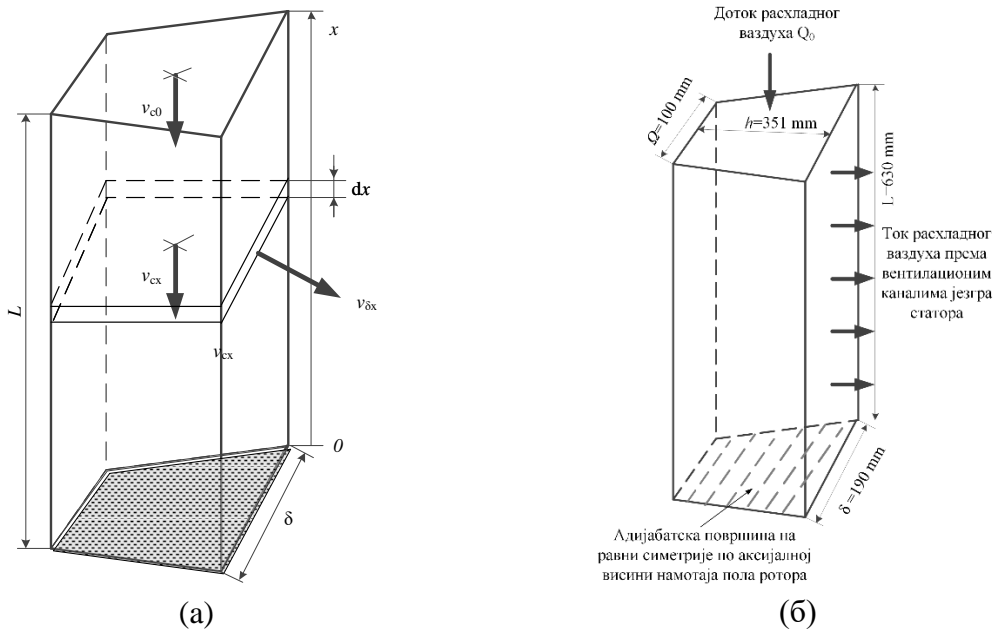 x
v_c0
dx
v_cx
v_δx
v_cx
L
0
δ
(а)
Доток расхладног
ваздуха Q₀
Ω=100 mm
h=351 mm
L=630 mm
Ток расхладног
ваздуха према
вентилационим
каналима језгра
статора
δ=190 mm
Адијабатска површина на
равни симетрије по аксијалној
висини намотаја пола ротора
(б)